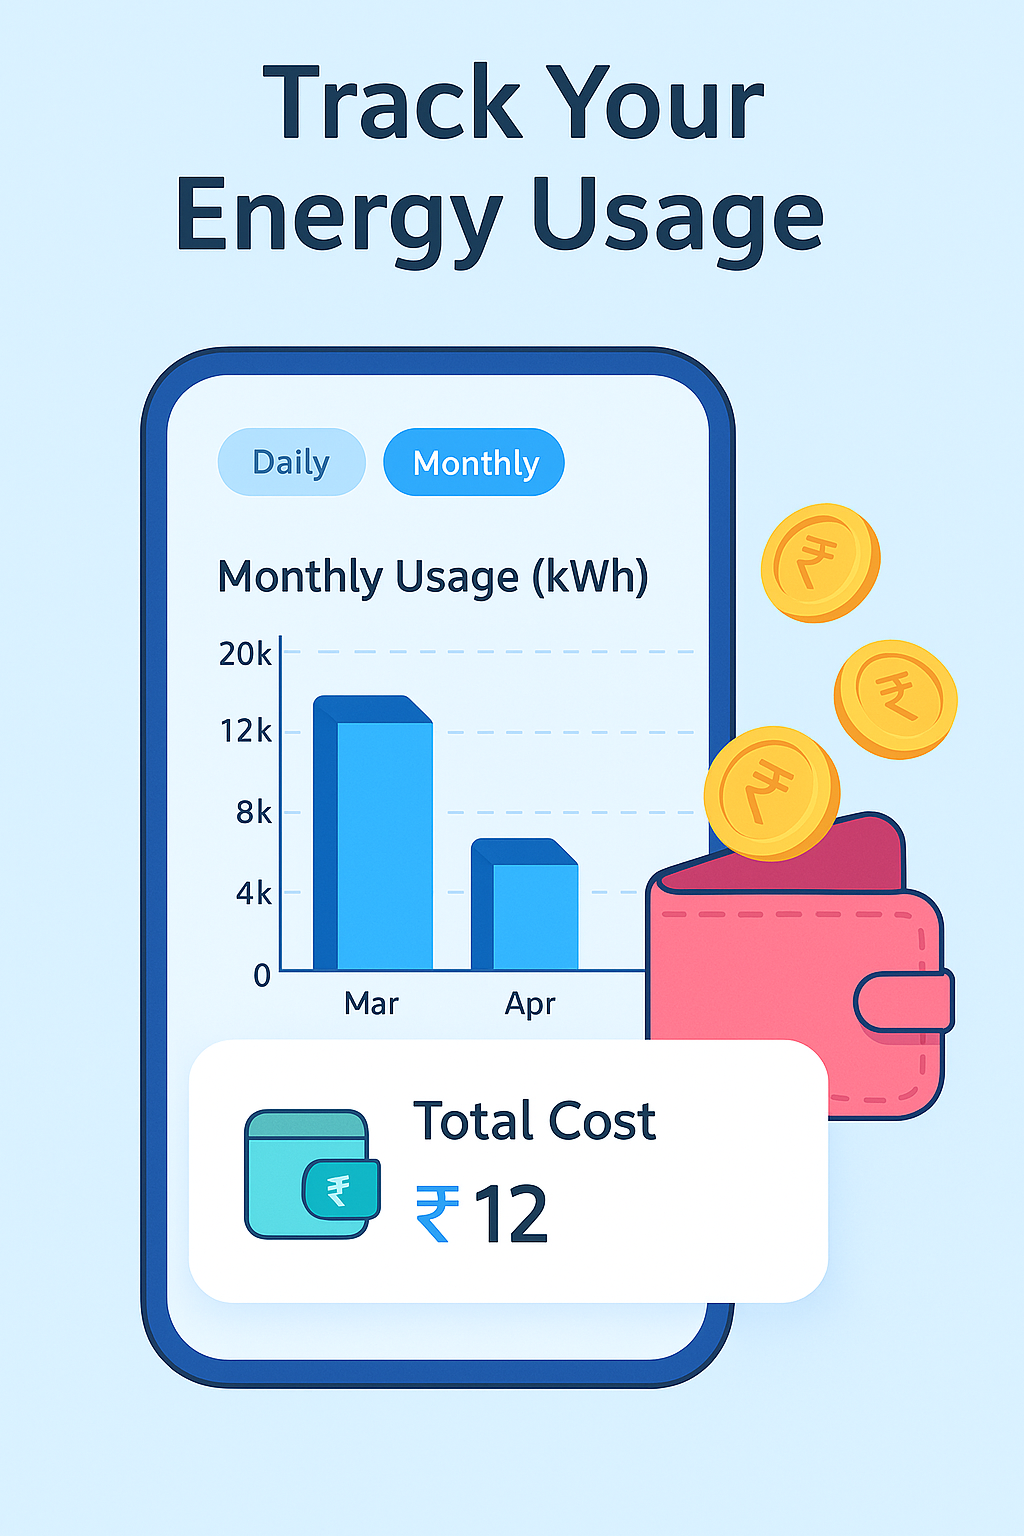 Track Your
Energy Usage
Daily Monthly
Monthly Usage (kWh)
20k
12k
8k
4k
0
Mar Apr
₹
₹
₹
Total Cost
₹
₹ 12